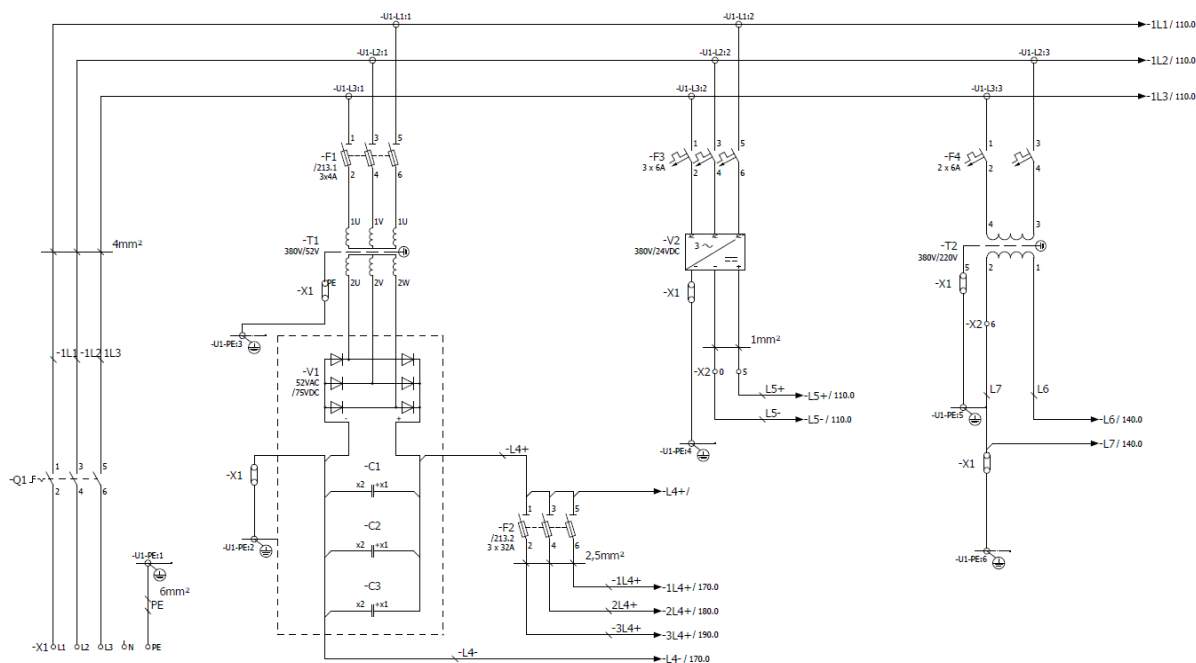 -U1-L1:1
-U1-L1:2
-1L1 / 110.0
-U1-L2:1
-U1-L2:2
-U1-L2:3
-1L2 / 110.0
-U1-L3:1
-U1-L3:2
-U1-L3:3
-1L3 / 110.0
1 3 5
-F1
/213.1
3x4A
2 4 6
1 3 5
-F3
3 x 6A
2 4 6
1 3
-F4
2 x 6A
2 4
4mm²
1U 1V 1U
-T1
380V/52V
PE 2U 2V 2W
-X1
-U1-PE:3
-V2
380V/24VDC
3 ~
-X1
4 3
-T2
380V/220V
5 2 1
-X1
-X2 6
-1L1 -1L2 1L3
-V1
52VAC
/75VDC
- +
1mm²
-X2 0 5
L5+
-L5+ / 110.0
L5-
-L5- / 110.0
-U1-PE:4
L7 L6
-U1-PE:5
-L6 / 140.0
-L7 / 140.0
-X1
-U1-PE:6
1 3 5
-Q1
2 4 6
-X1
-U1-PE:2
-C1
x2 +x1
-C2
x2 +x1
-C3
x2 +x1
-L4+
-L4+/
1 3 5
-F2
/213.2
3 x 32A
2 4 6
2,5mm²
-1L4+
-1L4+ / 170.0
2L4+
-2L4+ / 180.0
-3L4+
-3L4+ / 190.0
-L4-
-L4- / 170.0
-U1-PE:1
6mm²
PE
-X1 L1 L2 L3 N PE